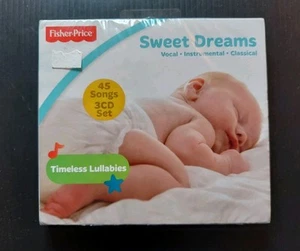 Fisher-Price
Sweet Dreams
Vocal • Instrumental • Classical
45
Songs
3CD
Set
Timeless Lullabies